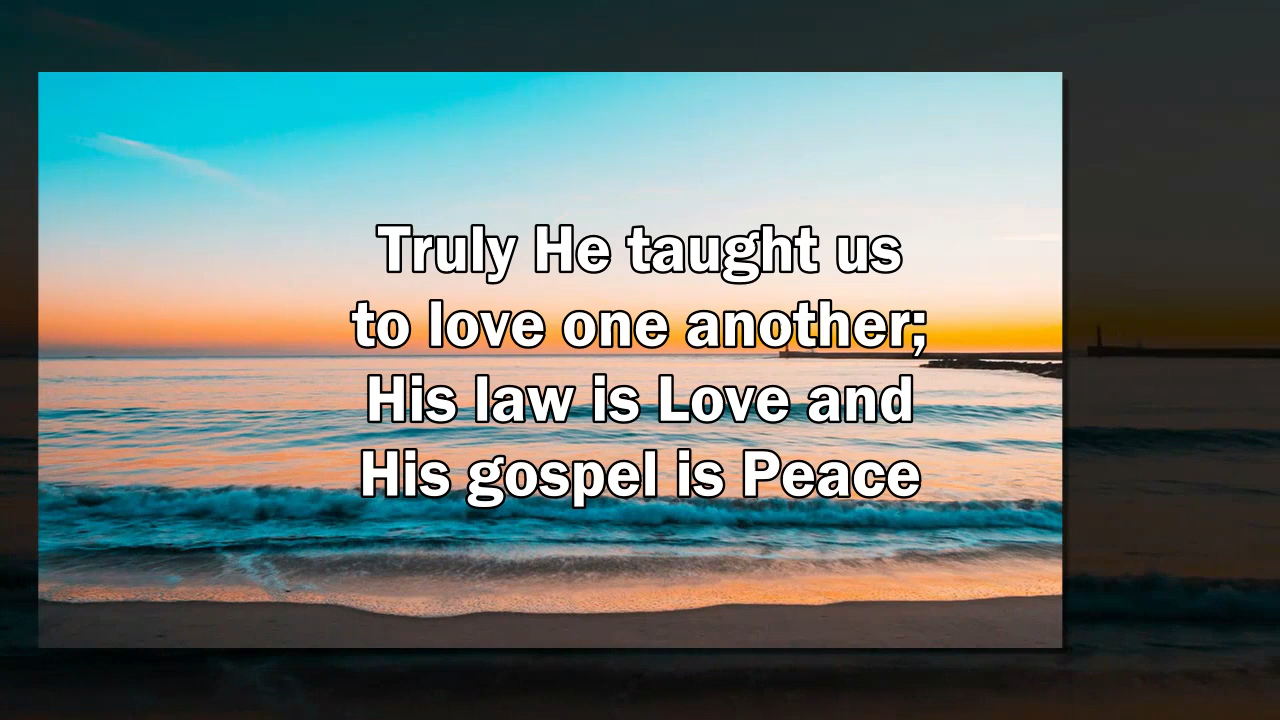 Truly He taught us
to love one another;
His law is Love and
His gospel is Peace